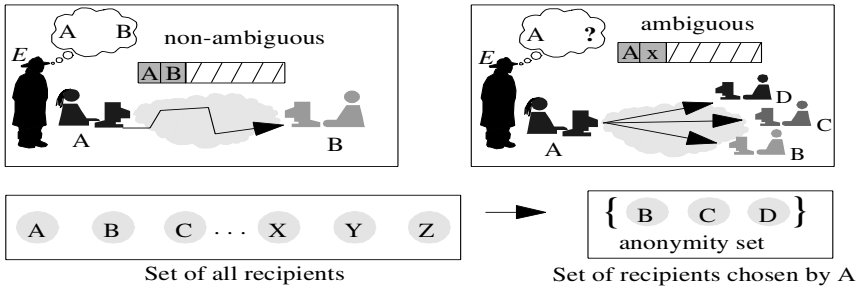 A B
E
non-ambiguous
A B
A
B
A ?
E
ambiguous
A x
A
D
C
B
A B C ... X Y Z
Set of all recipients
{ B C D }
anonymity set
Set of recipients chosen by A